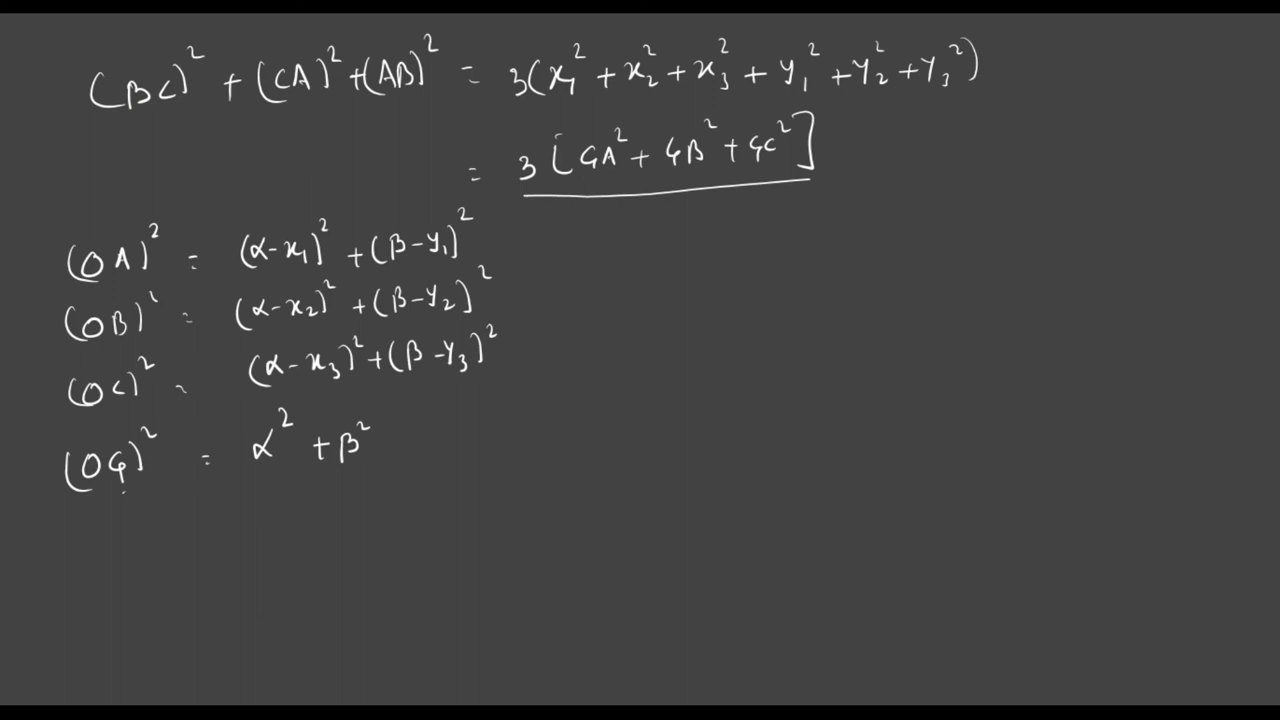 (BC)² + (CA)² + (AB)² = 3(x₁² + x₂² + x₃² + y₁² + y₂² + y₃²)
= 3 [GA² + GB² + GC²]
(OA)² = (α-x₁)² + (β-y₁)²
(OB)² = (α-x₂)² + (β-y₂)²
(OC)² = (α-x₃)² + (β-y₃)²
(OG)² = α² + β²